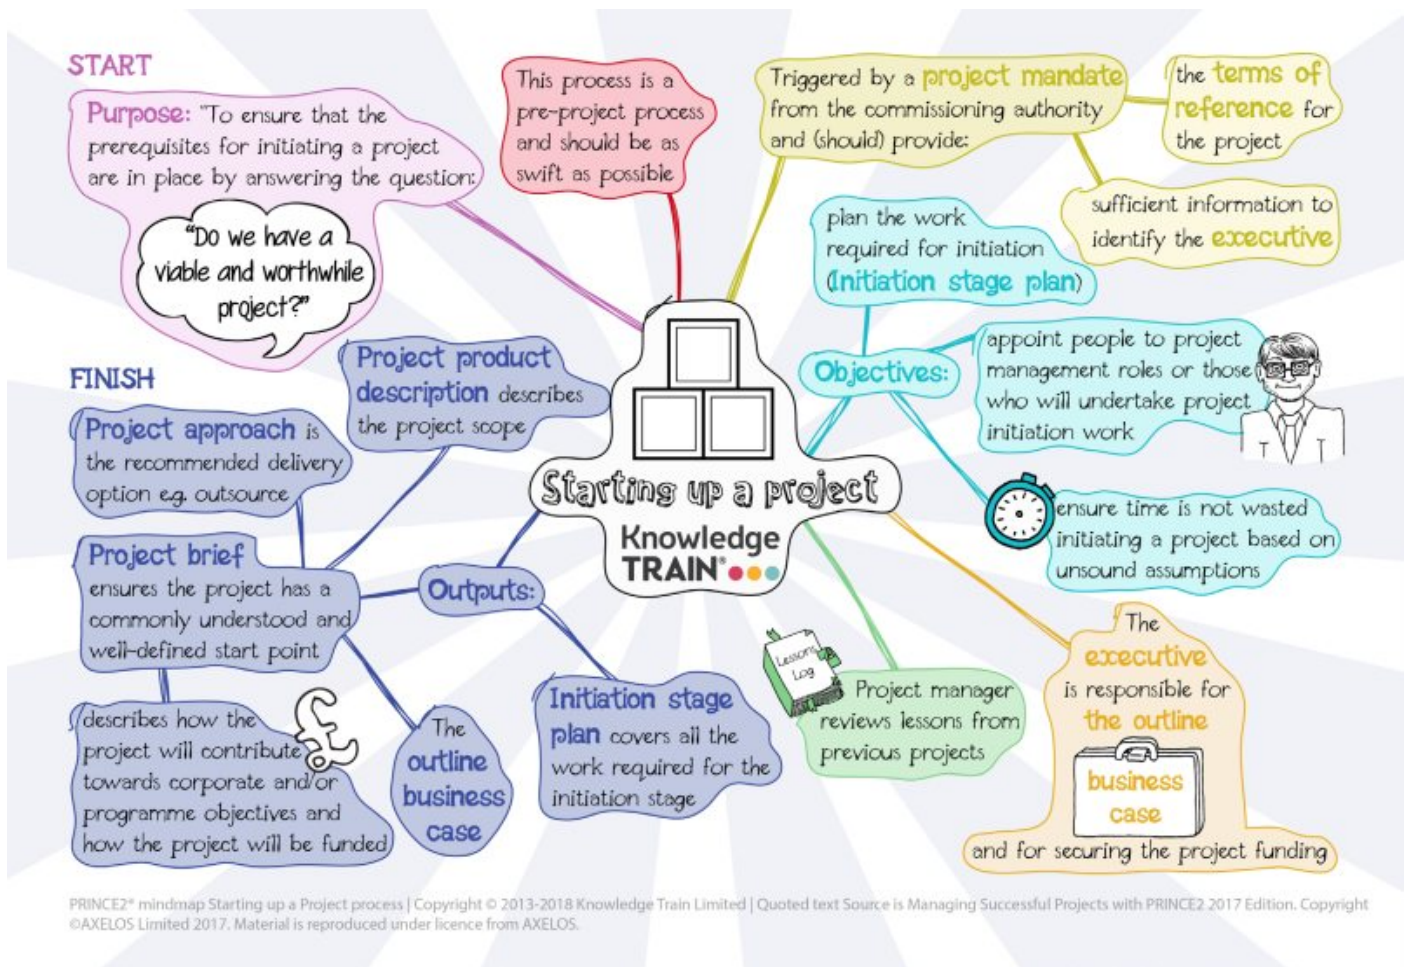 START
Purpose: "To ensure that the
prerequisites for initiating a project
are in place by answering the question:
"Do we have a
viable and worthwhile
project?"
This process is a
pre-project process
and should be as
swift as possible
Triggered by a project mandate
from the commissioning authority
and (should) provide:
the terms of
reference for
the project
sufficient information to
identify the executive
plan the work
required for initiation
(Initiation stage plan)
Objectives:
appoint people to project
management roles or those
who will undertake project
initiation work
ensure time is not wasted
initiating a project based on
unsound assumptions
The
executive
is responsible for
the outline
business
case
and for securing the project funding
Lessons
Log
Project manager
reviews lessons from
previous projects
Starting up a project
Knowledge
TRAIN®
FINISH
Project product
description describes
the project scope
Project approach is
the recommended delivery
option e.g. outsource
Project brief
ensures the project has a
commonly understood and
well-defined start point
Outputs:
describes how the
project will contribute
towards corporate and/or
programme objectives and
how the project will be funded
£
The
outline
business
case
Initiation stage
plan covers all the
work required for the
initiation stage
PRINCE2® mindmap Starting up a Project process | Copyright © 2013-2018 Knowledge Train Limited | Quoted text Source is Managing Successful Projects with PRINCE2 2017 Edition. Copyright
©AXELOS Limited 2017. Material is reproduced under licence from AXELOS.